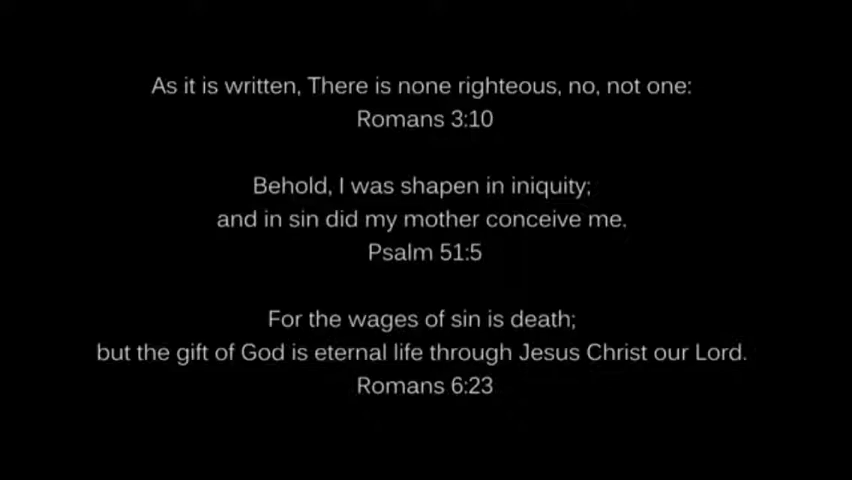 As it is written, There is none righteous, no, not one:
Romans 3:10
Behold, I was shapen in iniquity;
and in sin did my mother conceive me.
Psalm 51:5
For the wages of sin is death;
but the gift of God is eternal life through Jesus Christ our Lord.
Romans 6:23